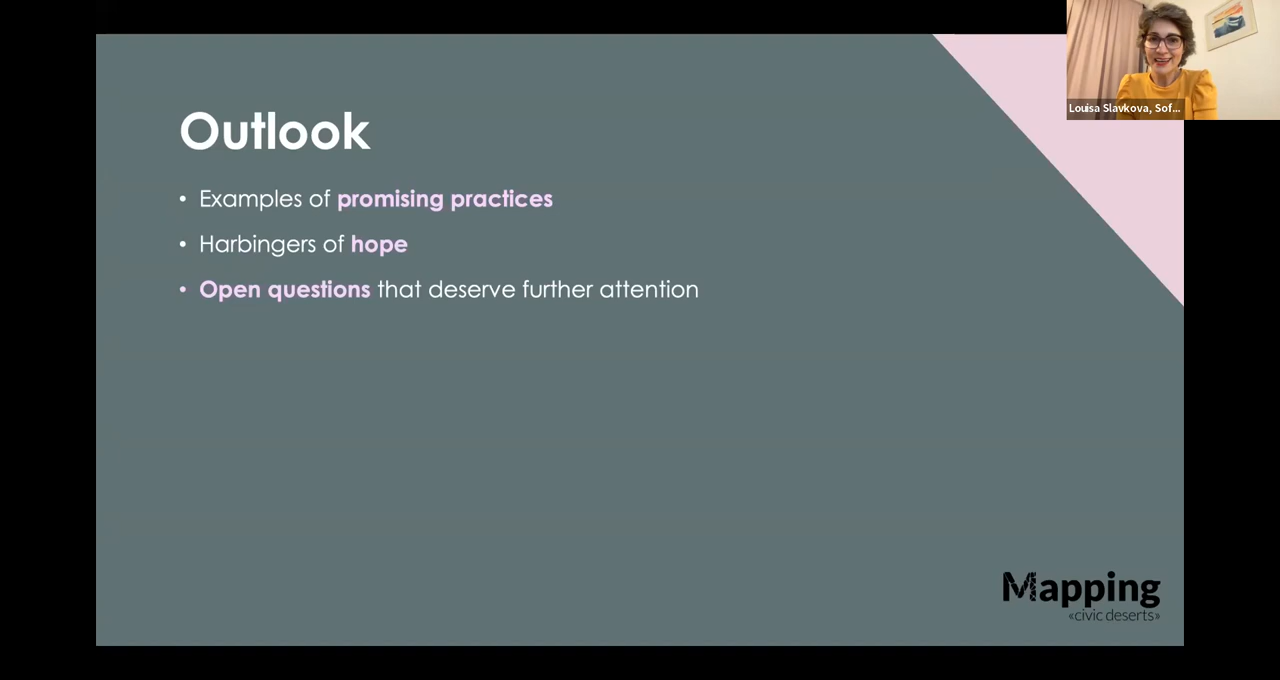 Louisa Slavkova, Sof...
Outlook
• Examples of promising practices
• Harbingers of hope
• Open questions that deserve further attention
Mapping
«civic deserts»